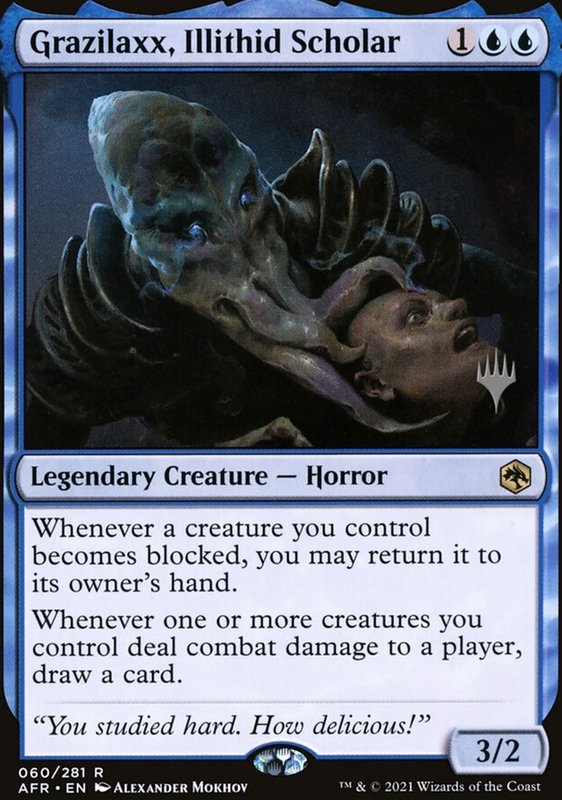 Grazilaxx, Illithid Scholar 1
Legendary Creature — Horror
Whenever a creature you control
becomes blocked, you may return it to
its owner’s hand.
Whenever one or more creatures you
control deal combat damage to a player,
draw a card.
“You studied hard. How delicious!”
3/2
060/281 R
AFR • EN Alexander Mokhov
™ & © 2021 Wizards of the Coast